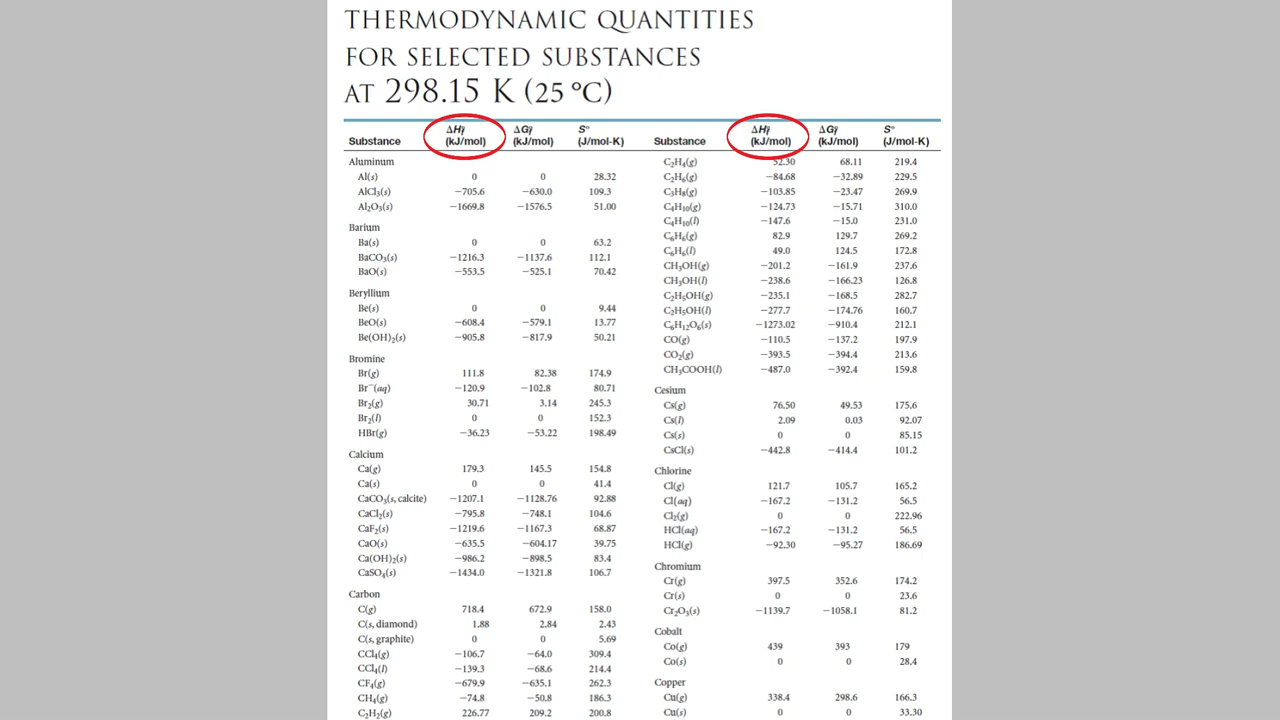 THERMODYNAMIC QUANTITIES
FOR SELECTED SUBSTANCES
AT 298.15 K (25 °C)
Substance ΔH°f (kJ/mol) ΔG°f (kJ/mol) S° (J/mol-K)
Aluminum
Al(s) 0 0 28.32
AlCl₃(s) −705.6 −630.0 109.3
Al₂O₃(s) −1669.8 −1576.5 51.00
Barium
Ba(s) 0 0 63.2
BaCO₃(s) −1216.3 −1137.6 112.1
BaO(s) −553.5 −525.1 70.42
Beryllium
Be(s) 0 0 9.44
BeO(s) −608.4 −579.1 13.77
Be(OH)₂(s) −905.8 −817.9 50.21
Bromine
Br(g) 111.8 82.38 174.9
Br⁻(aq) −120.9 −102.8 80.71
Br₂(g) 30.71 3.14 245.3
Br₂(l) 0 0 152.3
HBr(g) −36.23 −53.22 198.49
Calcium
Ca(g) 179.3 145.5 154.8
Ca(s) 0 0 41.4
CaCO₃(s, calcite) −1207.1 −1128.76 92.88
CaCl₂(s) −795.8 −748.1 104.6
CaF₂(s) −1219.6 −1167.3 68.87
CaO(s) −635.5 −604.17 39.75
Ca(OH)₂(s) −986.2 −898.5 83.4
CaSO₄(s) −1434.0 −1321.8 106.7
Carbon
C(g) 718.4 672.9 158.0
C(s, diamond) 1.88 2.84 2.43
C(s, graphite) 0 0 5.69
CCl₄(g) −106.7 −64.0 309.4
CCl₄(l) −139.3 −68.6 214.4
CF₄(g) −679.9 −635.1 262.3
CH₄(g) −74.8 −50.8 186.3
C₂H₂(g) 226.77 209.2 200.8
Substance ΔH°f (kJ/mol) ΔG°f (kJ/mol) S° (J/mol-K)
C₂H₄(g) 52.30 68.11 219.4
C₂H₆(g) −84.68 −32.89 229.5
C₃H₈(g) −103.85 −23.47 269.9
C₄H₁₀(g) −124.73 −15.71 310.0
C₄H₁₀(l) −147.6 −15.0 231.0
C₆H₆(g) 82.9 129.7 269.2
C₆H₆(l) 49.0 124.5 172.8
CH₃OH(g) −201.2 −161.9 237.6
CH₃OH(l) −238.6 −166.23 126.8
C₂H₅OH(g) −235.1 −168.5 282.7
C₂H₅OH(l) −277.7 −174.76 160.7
C₆H₁₂O₆(s) −1273.02 −910.4 212.1
CO(g) −110.5 −137.2 197.9
CO₂(g) −393.5 −394.4 213.6
CH₃COOH(l) −487.0 −392.4 159.8
Cesium
Cs(g) 76.50 49.53 175.6
Cs(l) 2.09 0.03 92.07
Cs(s) 0 0 85.15
CsCl(s) −442.8 −414.4 101.2
Chlorine
Cl(g) 121.7 105.7 165.2
Cl(aq) −167.2 −131.2 56.5
Cl₂(g) 0 0 222.96
HCl(aq) −167.2 −131.2 56.5
HCl(g) −92.30 −95.27 186.69
Chromium
Cr(g) 397.5 352.6 174.2
Cr(s) 0 0 23.6
Cr₂O₃(s) −1139.7 −1058.1 81.2
Cobalt
Co(g) 439 393 179
Co(s) 0 0 28.4
Copper
Cu(g) 338.4 298.6 166.3
Cu(s) 0 0 33.30